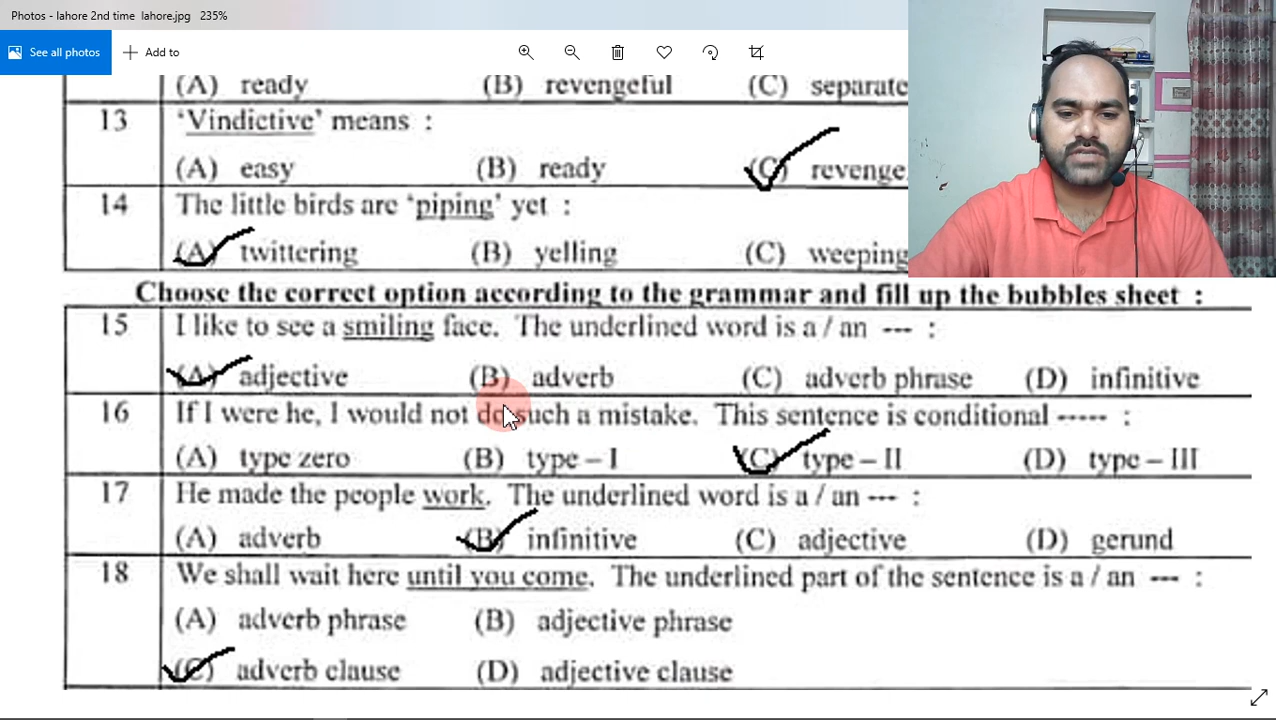 Photos - lahore 2nd time lahore.jpg 235%
See all photos + Add to
(A) ready (B) revengeful (C) separate
13 'Vindictive' means :
(A) easy (B) ready (C) revenge
14 The little birds are 'piping' yet :
(A) twittering (B) yelling (C) weeping
Choose the correct option according to the grammar and fill up the bubbles sheet :
15 I like to see a smiling face. The underlined word is a / an --- :
(A) adjective (B) adverb (C) adverb phrase (D) infinitive
16 If I were he, I would not do such a mistake. This sentence is conditional ----- :
(A) type zero (B) type – I (C) type – II (D) type – III
17 He made the people work. The underlined word is a / an --- :
(A) adverb (B) infinitive (C) adjective (D) gerund
18 We shall wait here until you come. The underlined part of the sentence is a / an --- :
(A) adverb phrase (B) adjective phrase
(C) adverb clause (D) adjective clause